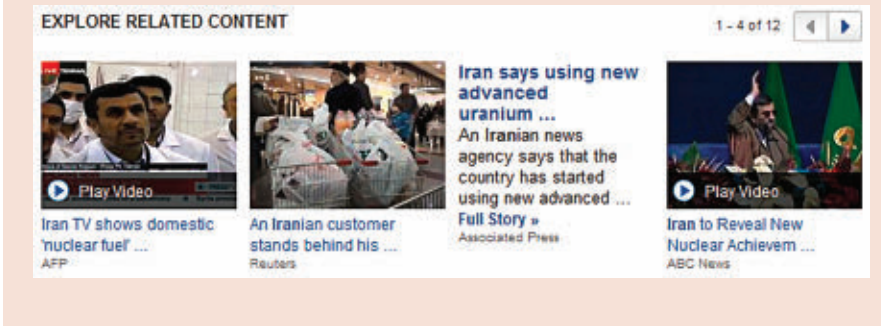 EXPLORE RELATED CONTENT
1 - 4 of 12
LIVE
Play Video
Iran TV shows domestic
'nuclear fuel' ...
AFP
An Iranian customer
stands behind his ...
Reuters
Iran says using new
advanced
uranium ...
An Iranian news
agency says that the
country has started
using new advanced ...
Full Story »
Associated Press
Play Video
Iran to Reveal New
Nuclear Achievem ...
ABC News